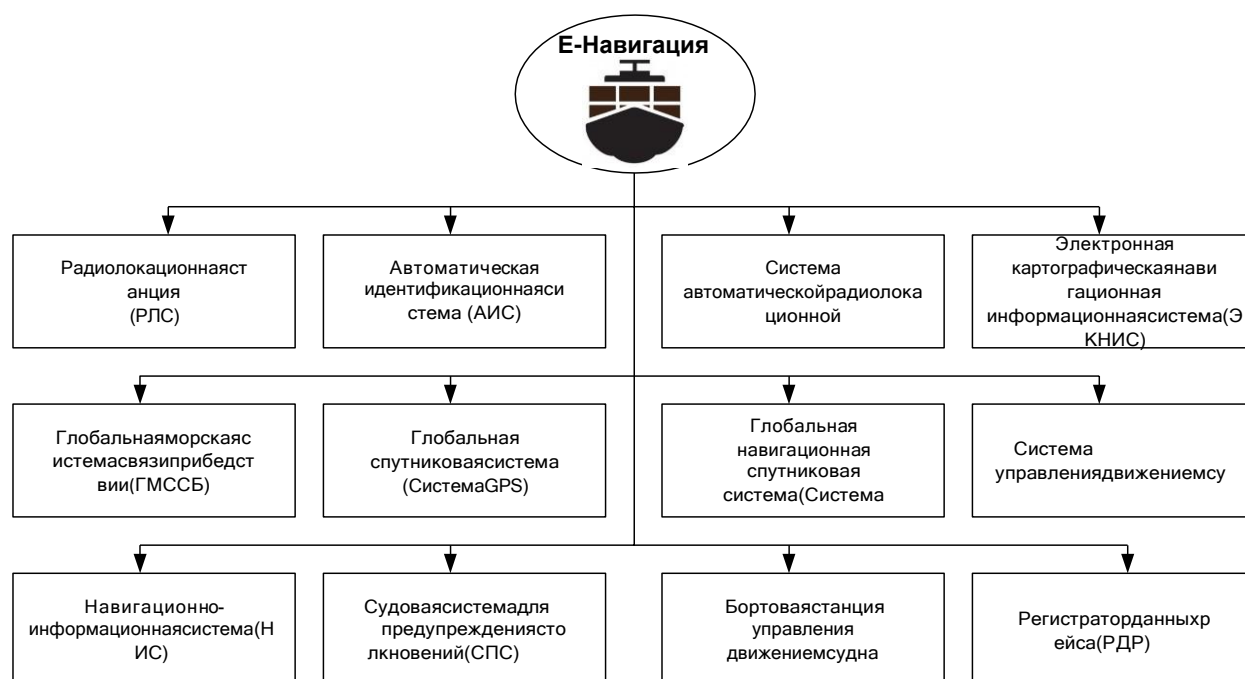 Е-Навигация
Радиолокационнаяст
анция
(РЛС)
Автоматическая
идентификационнаяси
стема (АИС)
Система
автоматическойрадиолока
ционной
Электронная
картографическаянави
гационная
информационнаясистема(Э
КНИС)
Глобальнаяморскаяс
истемасвязиприбедст
вии(ГМССБ)
Глобальная
спутниковаясистема
(СистемаGPS)
Глобальная
навигационная
спутниковая
система(Система
Система
управлениядвижениемсу
Навигационно-
информационнаясистема(Н
ИС)
Судоваясистемадля
предупреждениясто
лкновений(СПС)
Бортоваястанция
управления
движениемсудна
Регистраторданныхр
ейса(РДР)